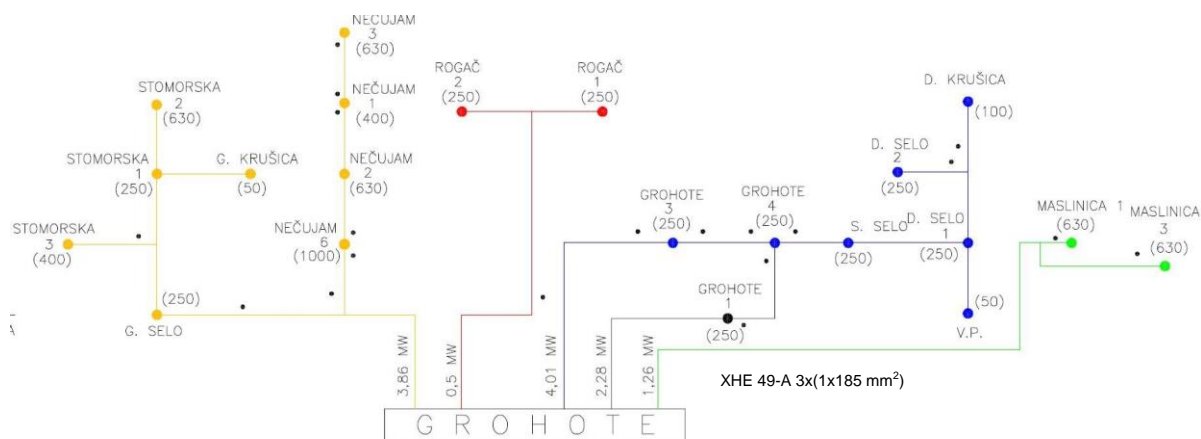 NEČUJAM
3
(630)
STOMORSKA
2
(630)
NEČUJAM
1
(400)
STOMORSKA
1
(250)
G. KRUŠICA
(50)
NEČUJAM
2
(630)
STOMORSKA
3
(400)
NEČUJAM
6
(1000)
(250)
G. SELO
ROGAČ
2
(250)
ROGAČ
1
(250)
D. KRUŠICA
(100)
D. SELO
2
(250)
GROHOTE
3
(250)
GROHOTE
4
(250)
S. SELO
(250)
D. SELO
1
(250)
MASLINICA 1
(630)
MASLINICA
3
(630)
GROHOTE
1
(250)
(50)
V.P.
3,86 MW
0,5 MW
4,01 MW
2,28 MW
1,26 MW
XHE 49-A 3x(1x185 mm²)
GROHOTE